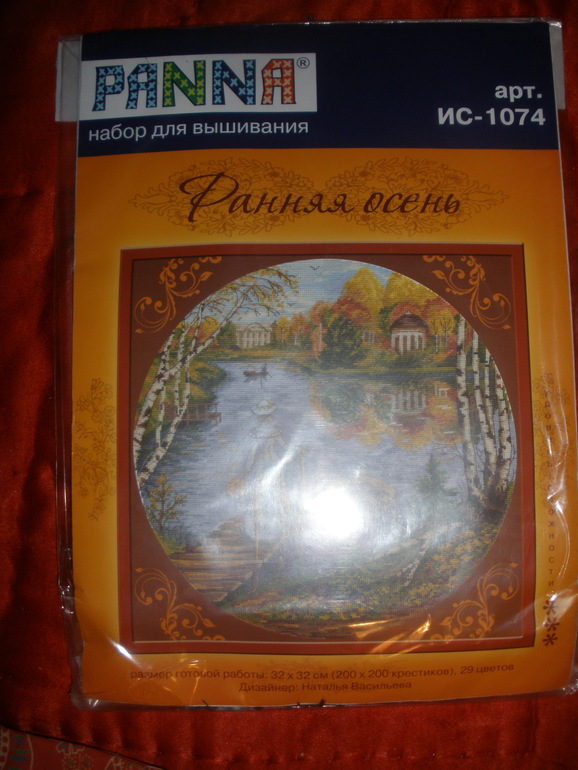 PANNA®
набор для вышивания
арт.
ИС-1074
Ранняя осень
размер готовой работы: 32 x 32 см (200 x 200 крестиков), 29 цветов
Дизайнер: Наталья Васильева
***